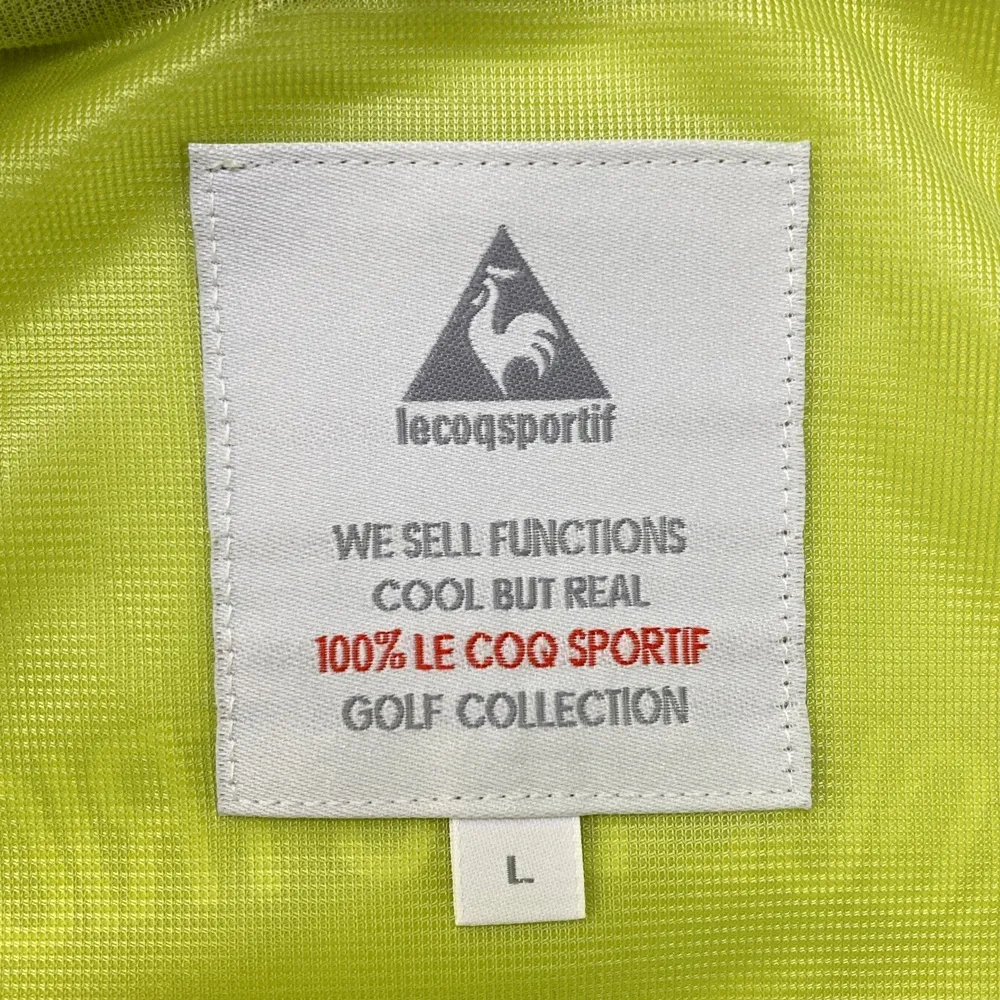 lecoqsportif
WE SELL FUNCTIONS
COOL BUT REAL
100% LE COQ SPORTIF
GOLF COLLECTION
L